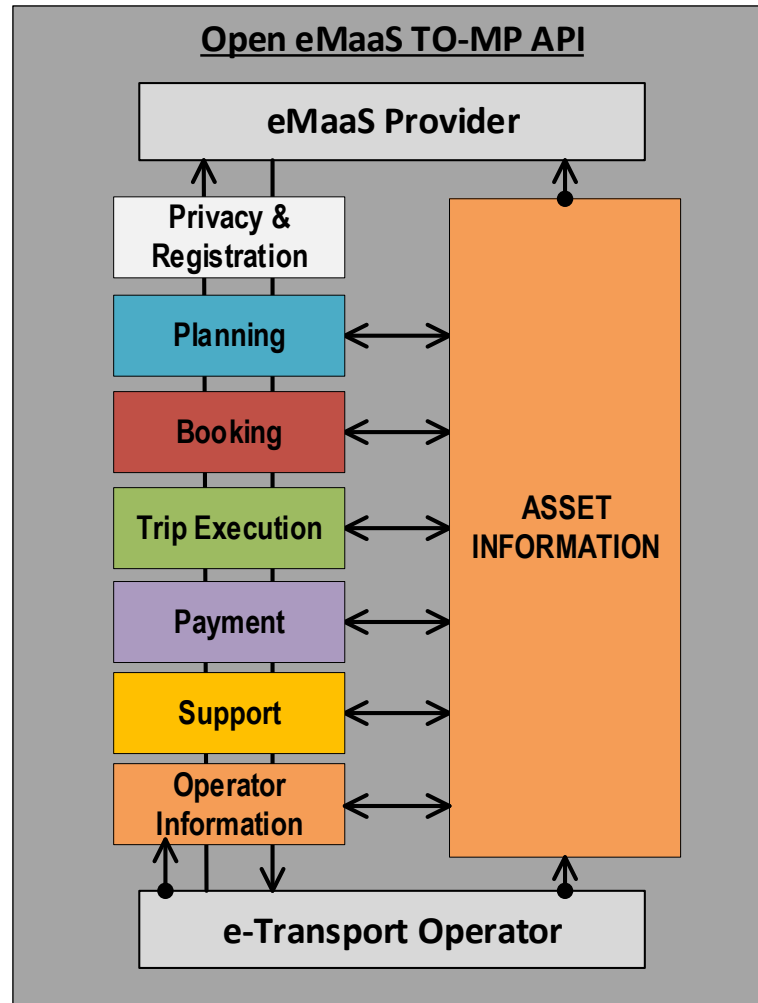 Open eMaaS TO-MP API
eMaaS Provider
Privacy &
Registration
Planning
Booking
Trip Execution
Payment
Support
Operator
Information
ASSET
INFORMATION
e-Transport Operator